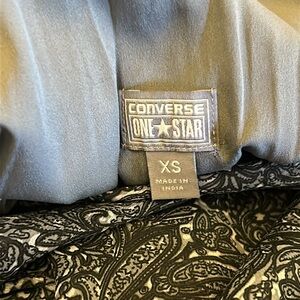 CONVERSE
ONE★STAR
XS
MADE IN
INDIA